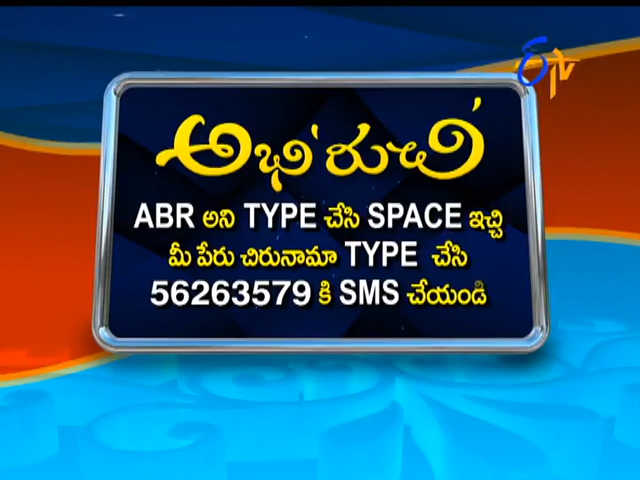 ETV
అభి'రుచి'
ABR అని TYPE చేసి SPACE ఇచ్చి
మీ పేరు చిరునామా TYPE చేసి
56263579 కి SMS చేయండి